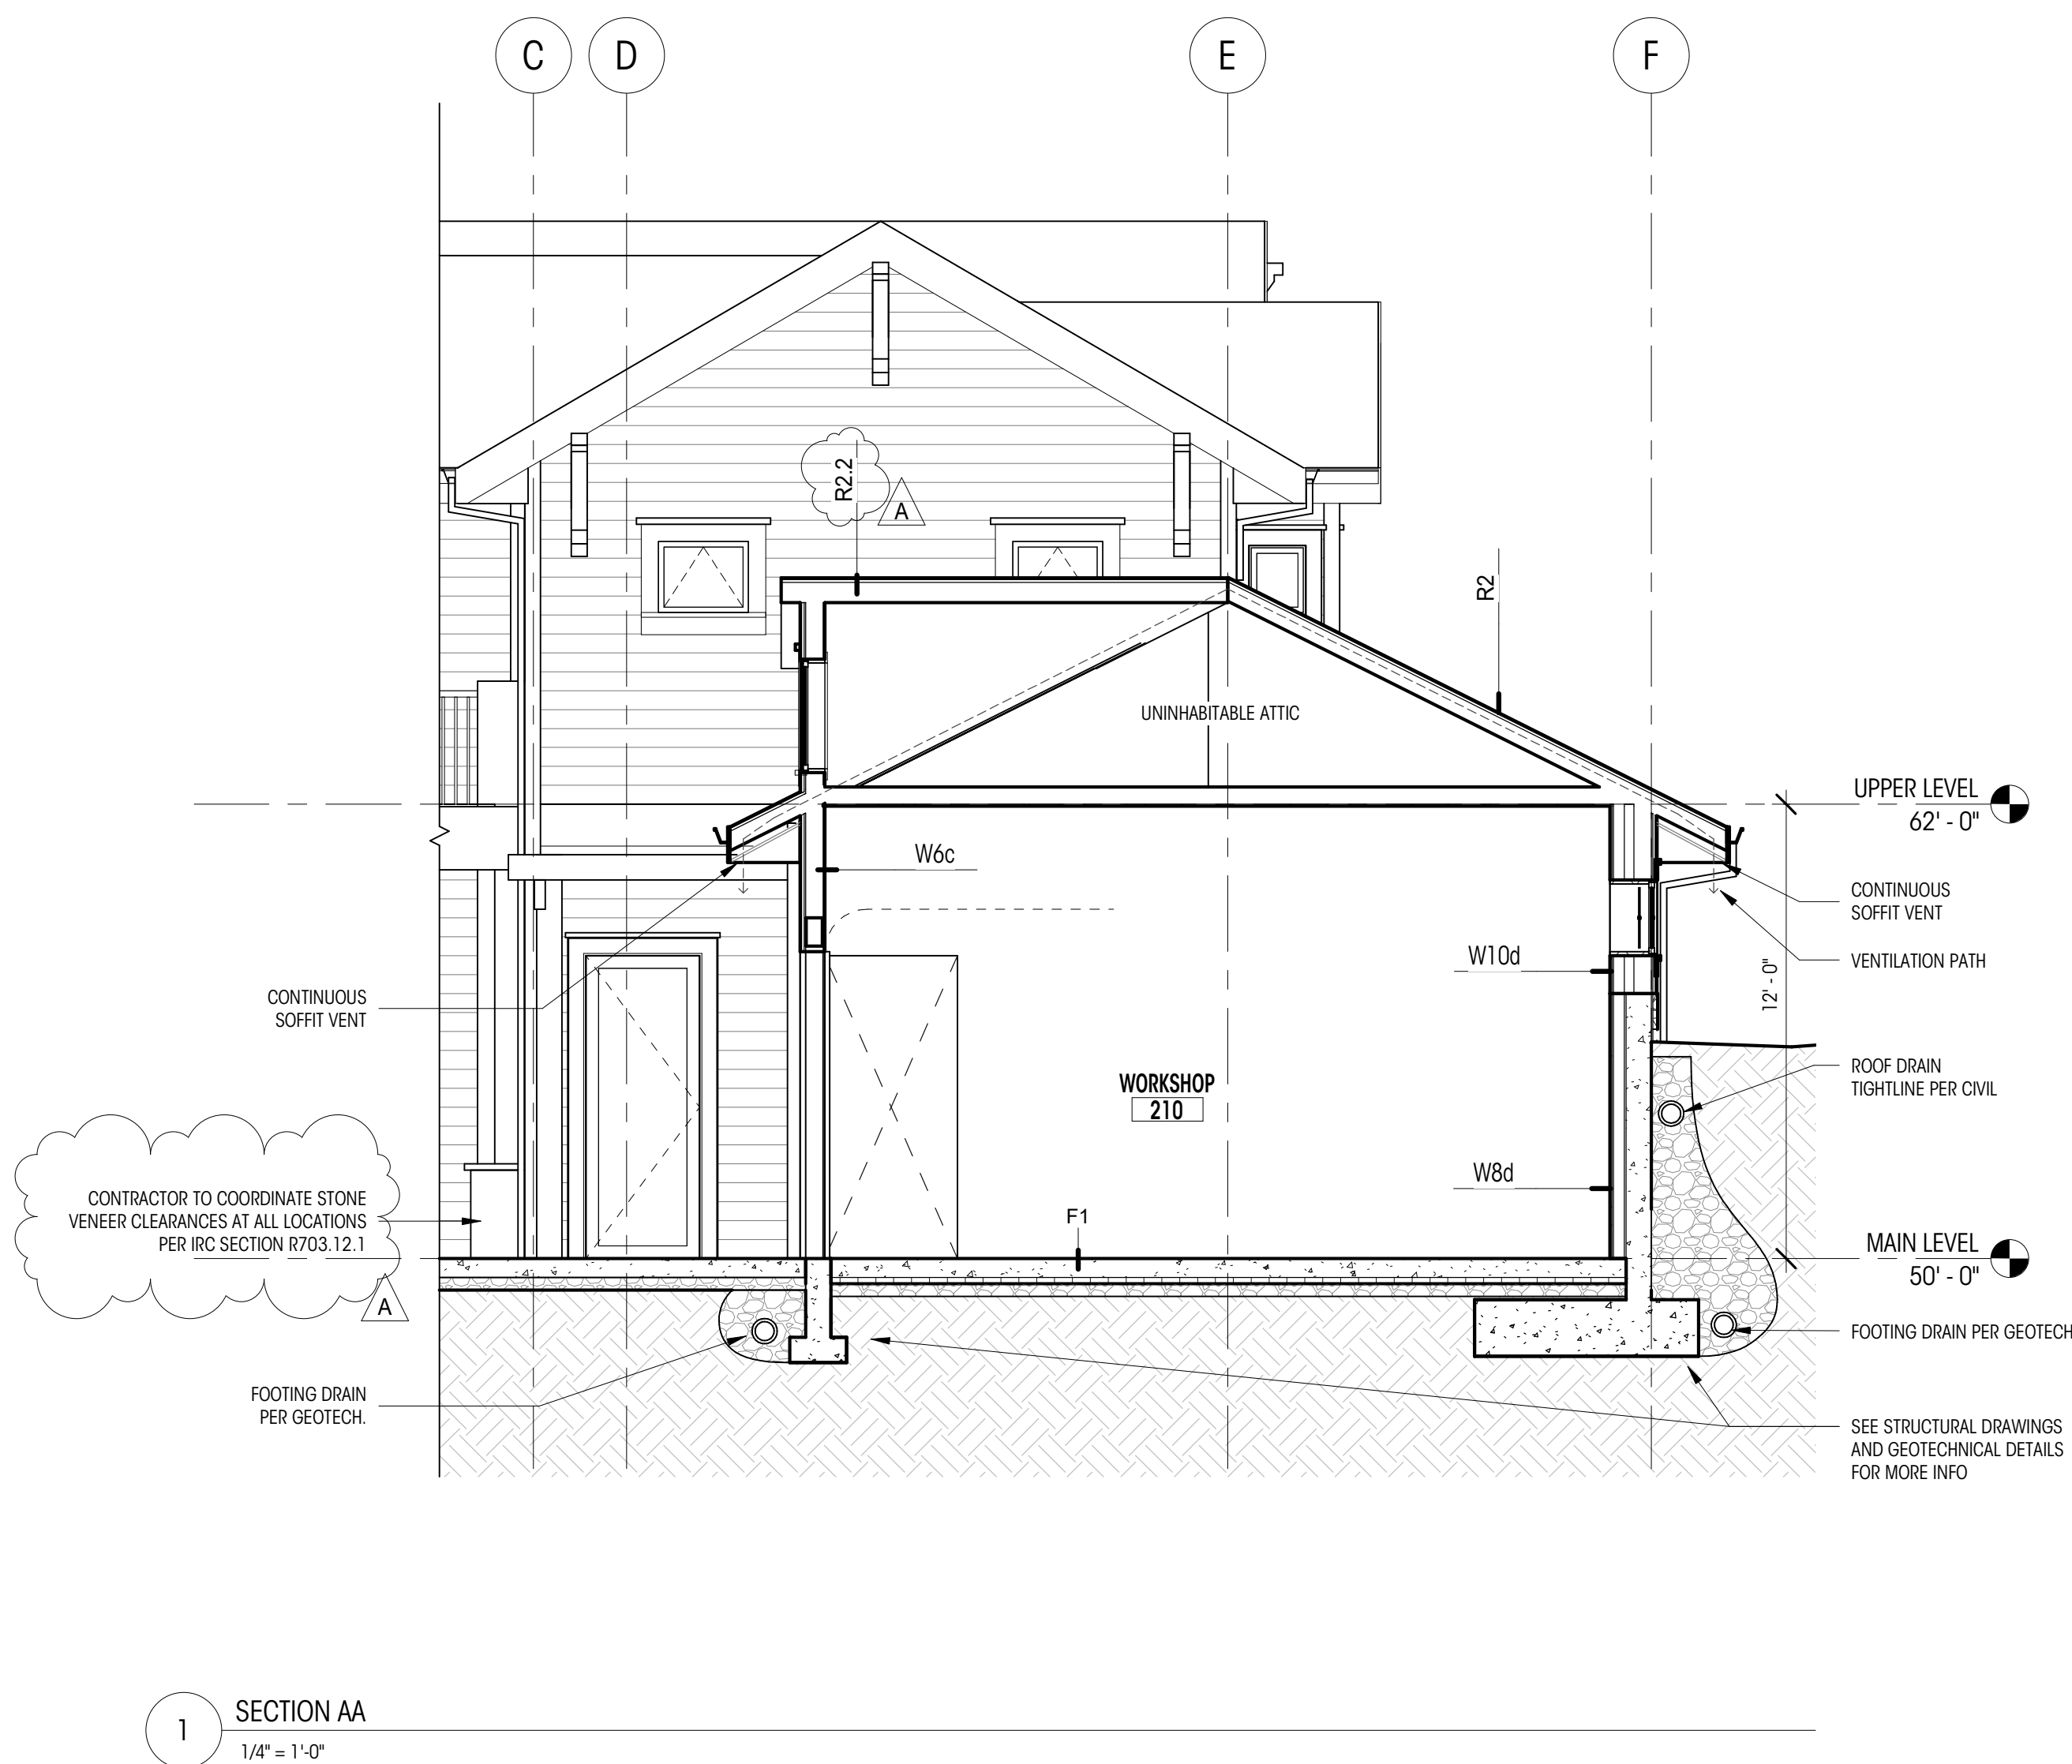 C
D
E
F
R2.2
A
R2
UNINHABITABLE ATTIC
UPPER LEVEL
62' - 0"
W6c
CONTINUOUS
SOFFIT VENT
W10d
VENTILATION PATH
12' - 0"
CONTINUOUS
SOFFIT VENT
ROOF DRAIN
TIGHTLINE PER CIVIL
WORKSHOP
210
W8d
CONTRACTOR TO COORDINATE STONE
VENEER CLEARANCES AT ALL LOCATIONS
PER IRC SECTION R703.12.1
A
F1
MAIN LEVEL
50' - 0"
FOOTING DRAIN PER GEOTECH
FOOTING DRAIN
PER GEOTECH.
SEE STRUCTURAL DRAWINGS
AND GEOTECHNICAL DETAILS
FOR MORE INFO
1
SECTION AA
1/4" = 1'-0"